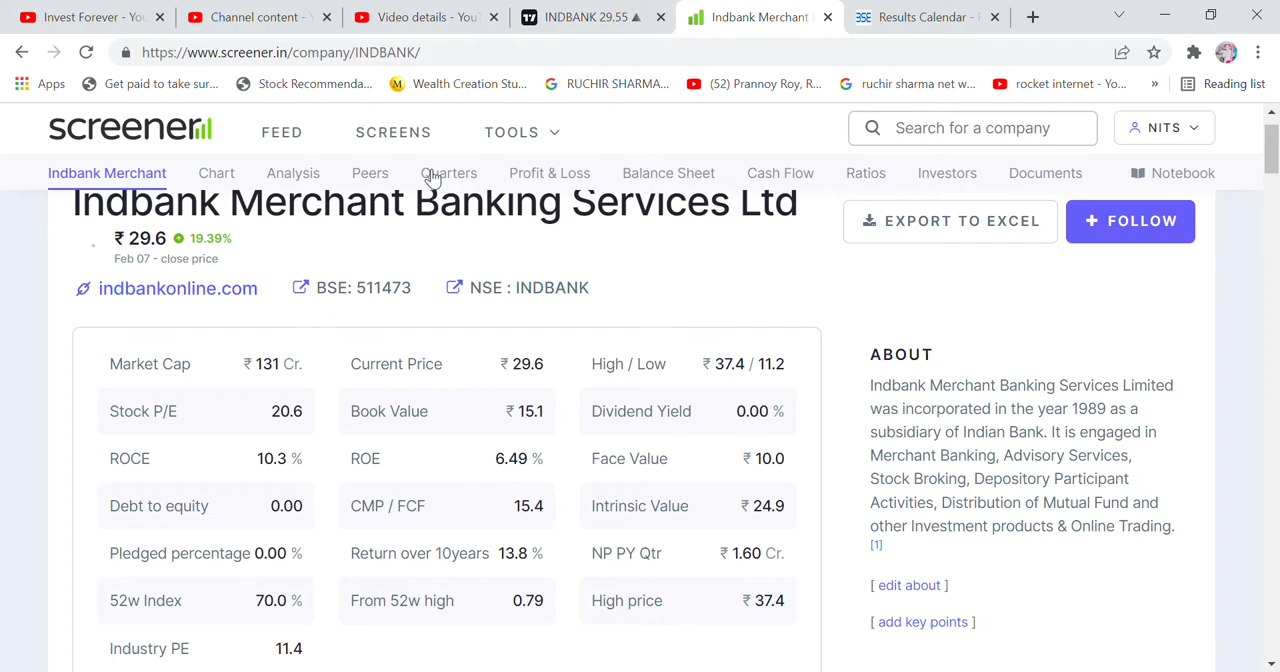 Invest Forever - Yo
Channel content -
Video details - You
INDBANK 29.55 ▲
Indbank Merchant
Results Calendar -
https://www.screener.in/company/INDBANK/
Apps
Get paid to take sur...
Stock Recommenda...
Wealth Creation Stu...
RUCHIR SHARMA...
(52) Prannoy Roy, R...
ruchir sharma net w...
rocket internet - Yo...
»
Reading list
screener
FEED
SCREENS
TOOLS
Search for a company
NITS
Indbank Merchant
Chart
Analysis
Peers
Quarters
Profit & Loss
Balance Sheet
Cash Flow
Ratios
Investors
Documents
Notebook
Indbank Merchant Banking Services Ltd
EXPORT TO EXCEL
FOLLOW
₹ 29.6 19.39%
Feb 07 - close price
indbankonline.com
BSE: 511473
NSE : INDBANK
Market Cap ₹ 131 Cr.
Current Price ₹ 29.6
High / Low ₹ 37.4 / 11.2
Stock P/E 20.6
Book Value ₹ 15.1
Dividend Yield 0.00 %
ROCE 10.3 %
ROE 6.49 %
Face Value ₹ 10.0
Debt to equity 0.00
CMP / FCF 15.4
Intrinsic Value ₹ 24.9
Pledged percentage 0.00 %
Return over 10years 13.8 %
NP PY Qtr ₹ 1.60 Cr.
52w Index 70.0 %
From 52w high 0.79
High price ₹ 37.4
Industry PE 11.4
ABOUT
Indbank Merchant Banking Services Limited
was incorporated in the year 1989 as a
subsidiary of Indian Bank. It is engaged in
Merchant Banking, Advisory Services,
Stock Broking, Depository Participant
Activities, Distribution of Mutual Fund and
other Investment products & Online Trading.
[1]
[ edit about ]
[ add key points ]